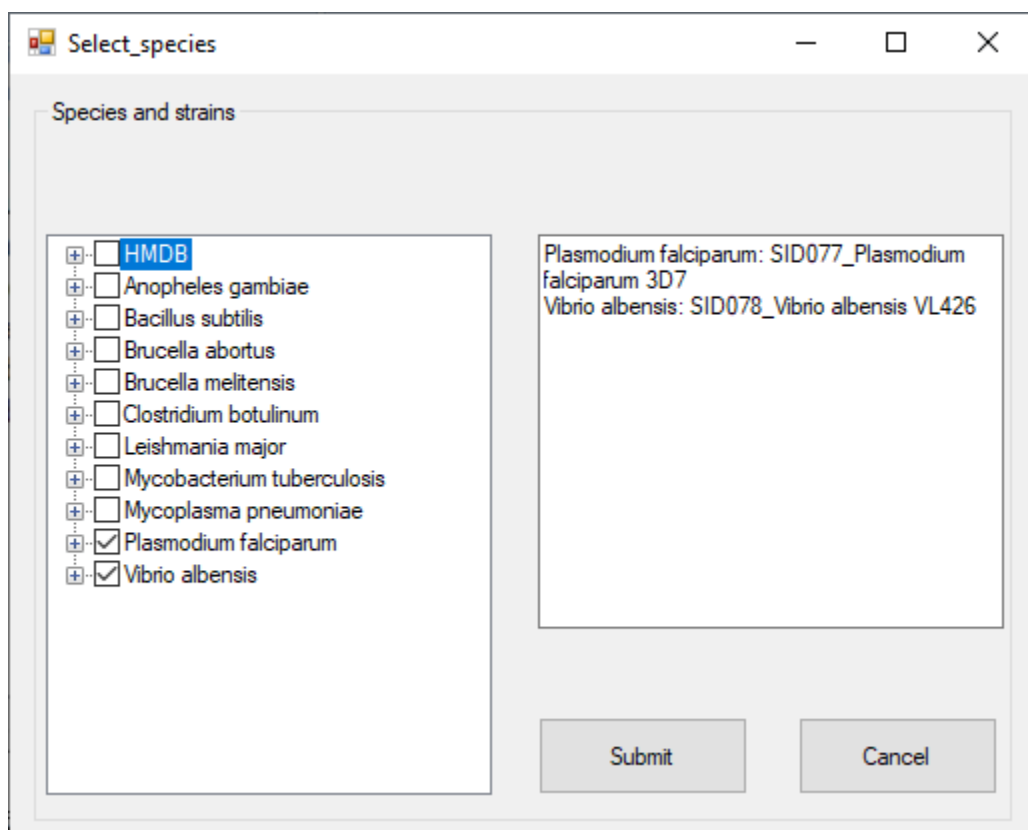 Select_species
Species and strains
HMDB
Anopheles gambiae
Bacillus subtilis
Brucella abortus
Brucella melitensis
Clostridium botulinum
Leishmania major
Mycobacterium tuberculosis
Mycoplasma pneumoniae
Plasmodium falciparum
Vibrio albensis
Plasmodium falciparum: SID077_Plasmodium
falciparum 3D7
Vibrio albensis: SID078_Vibrio albensis VL426
Submit
Cancel